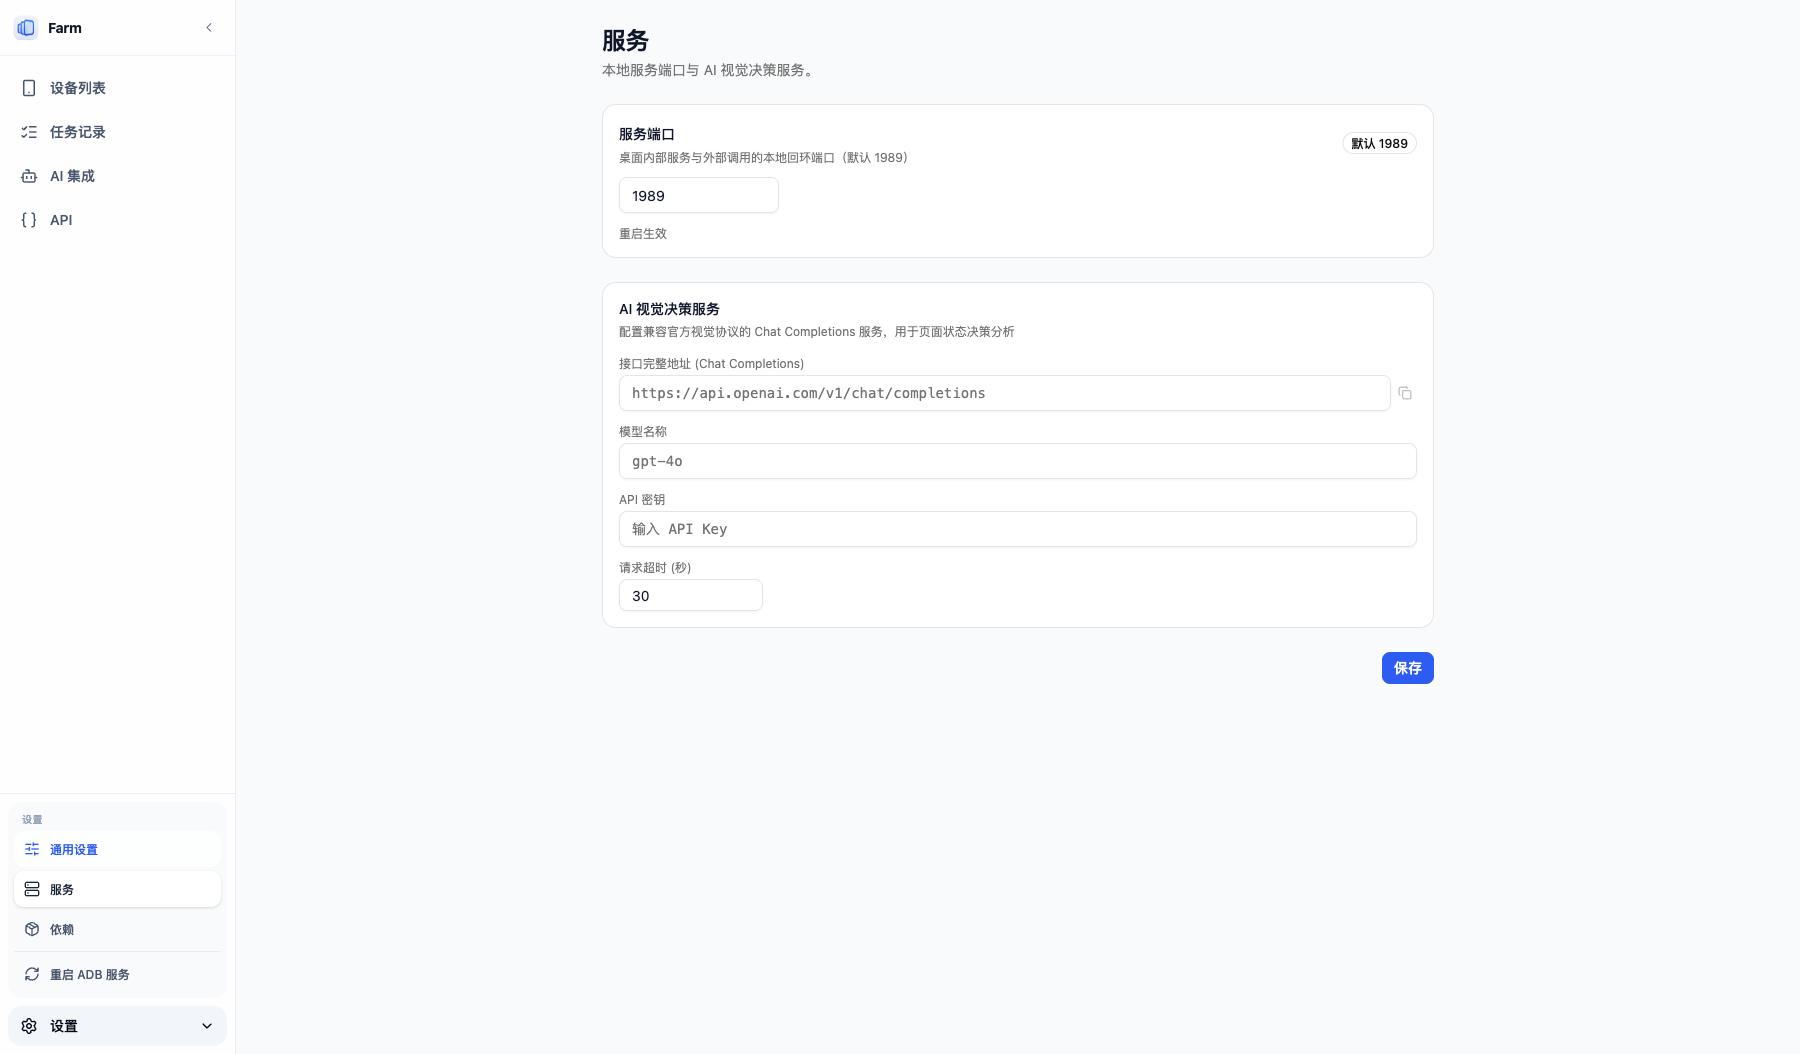 Farm
设备列表
任务记录
AI 集成
API
设置
通用设置
服务
依赖
重启 ADB 服务
设置
服务
本地服务端口与 AI 视觉决策服务。
服务端口
桌面内部服务与外部调用的本地回环端口（默认 1989）
默认 1989
1989
重启生效
AI 视觉决策服务
配置兼容官方视觉协议的 Chat Completions 服务，用于页面状态决策分析
接口完整地址 (Chat Completions)
https://api.openai.com/v1/chat/completions
模型名称
gpt-4o
API 密钥
输入 API Key
请求超时 (秒)
30
保存